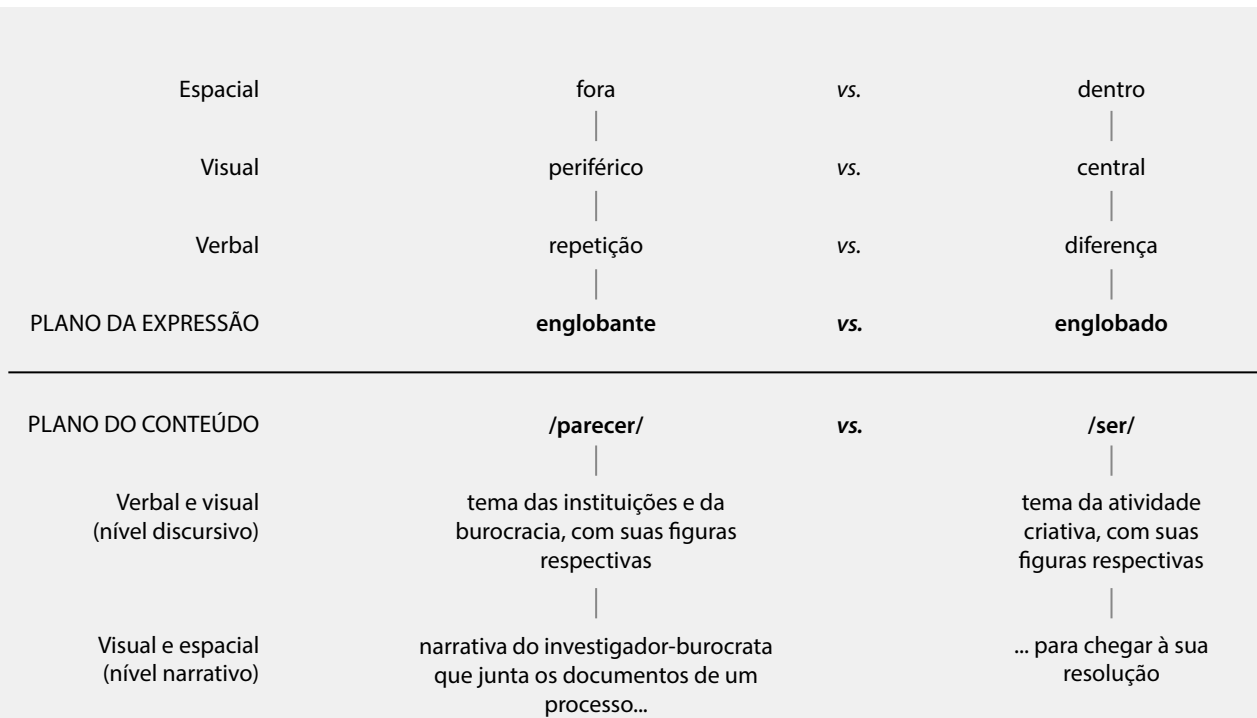 Espacial fora vs. dentro
Visual periférico vs. central
Verbal repetição vs. diferença
PLANO DA EXPRESSÃO englobante vs. englobado
PLANO DO CONTEÚDO /parecer/ vs. /ser/
Verbal e visual
(nível discursivo)
tema das instituições e da
burocracia, com suas figuras
respectivas
tema da atividade
criativa, com suas
figuras respectivas
Visual e espacial
(nível narrativo)
narrativa do investigador-burocrata
que junta os documentos de um
processo...
... para chegar à sua
resolução